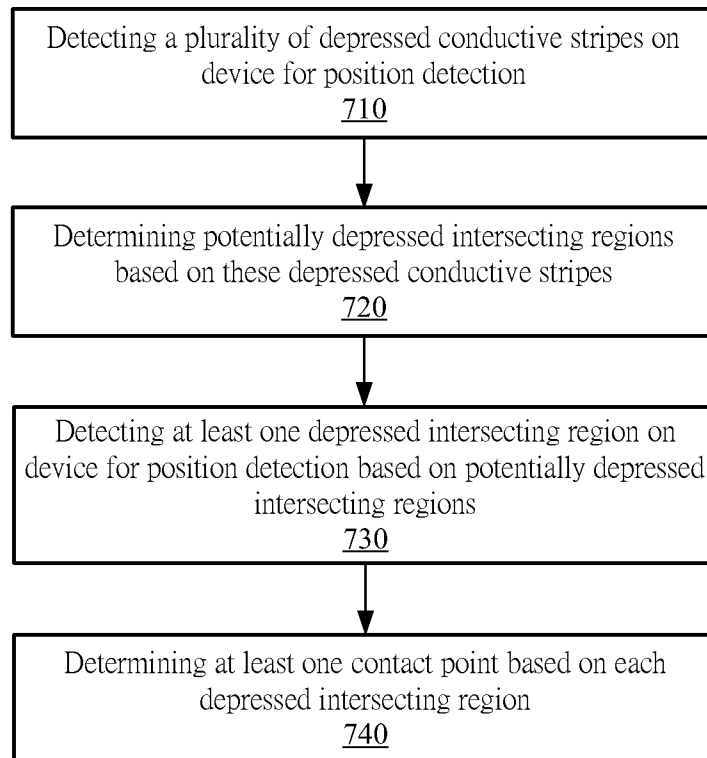 Detecting a plurality of depressed conductive stripes on
device for position detection
710
Determining potentially depressed intersecting regions
based on these depressed conductive stripes
720
Detecting at least one depressed intersecting region on
device for position detection based on potentially depressed
intersecting regions
730
Determining at least one contact point based on each
depressed intersecting region
740